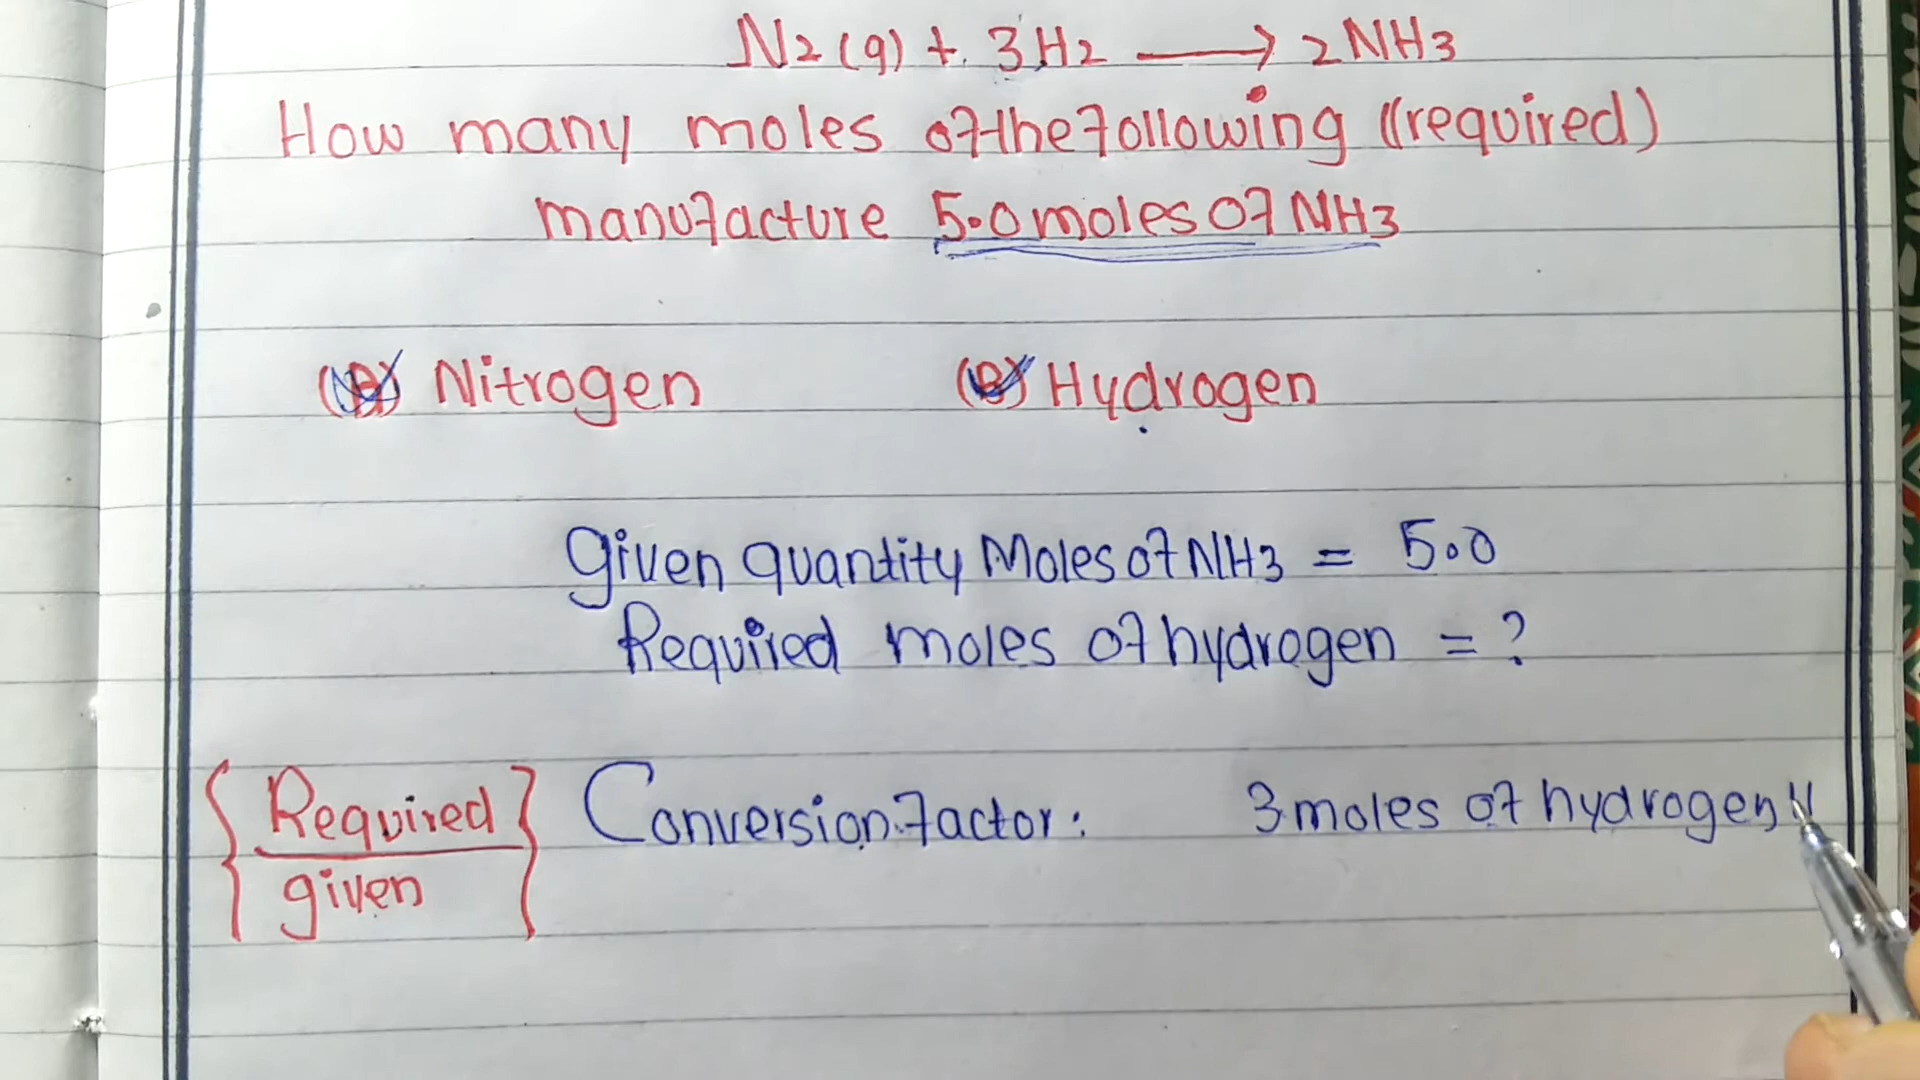 N2(g) + 3H2 → 2NH3
How many moles of the following ((required)
manufacture 5.0 moles of NH3
Nitrogen
Hydrogen
Given quantity Moles of NH3 = 5.0
Required moles of hydrogen = ?
{Required} Conversion factor: 3 moles of hydrogen
given